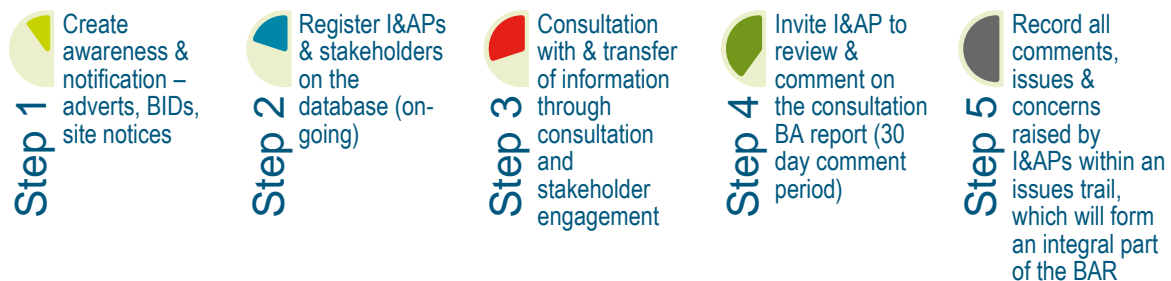 Step 1
Create
awareness &
notification –
adverts, BIDs,
site notices
Step 2
Register I&APs
& stakeholders
on the
database (on-
going)
Step 3
Consultation
with & transfer
of information
through
consultation
and
stakeholder
engagement
Step 4
Invite I&AP to
review &
comment on
the consultation
BA report (30
day comment
period)
Step 5
Record all
comments,
issues &
concerns
raised by
I&APs within an
issues trail,
which will form
an integral part
of the BAR